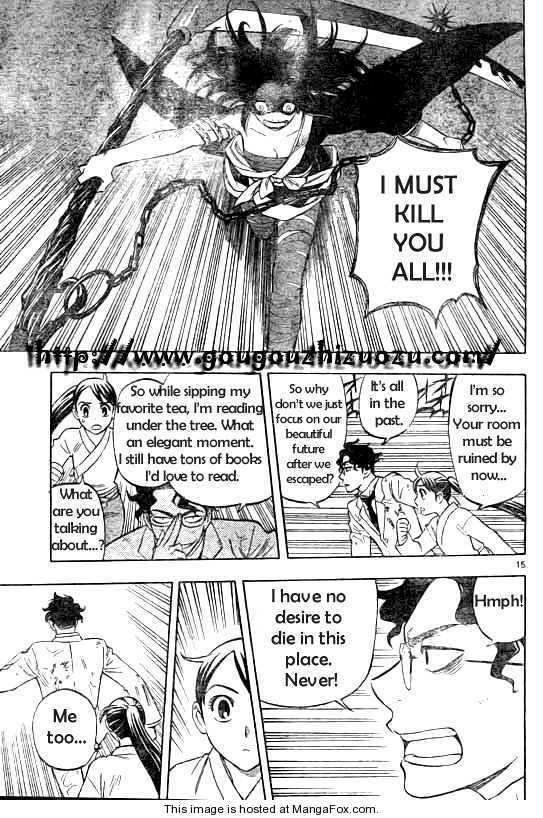 I MUST
KILL
YOU
ALL!!!
http://www.gougouzhizuozu.com/
I'm so
sorry...
Your room
must be
ruined by
now...
It's all
in the
past.
So why
don't we just
focus on our
beautiful
future
after we
escaped?
So while sipping my
favorite tea, I'm reading
under the tree. What
an elegant moment.
I still have tons of books
I'd love to read.
What
are you
talking
about...?
15
Hmph!
I have no
desire to
die in this
place.
Never!
Me
too...
This image is hosted at MangaFox.com.